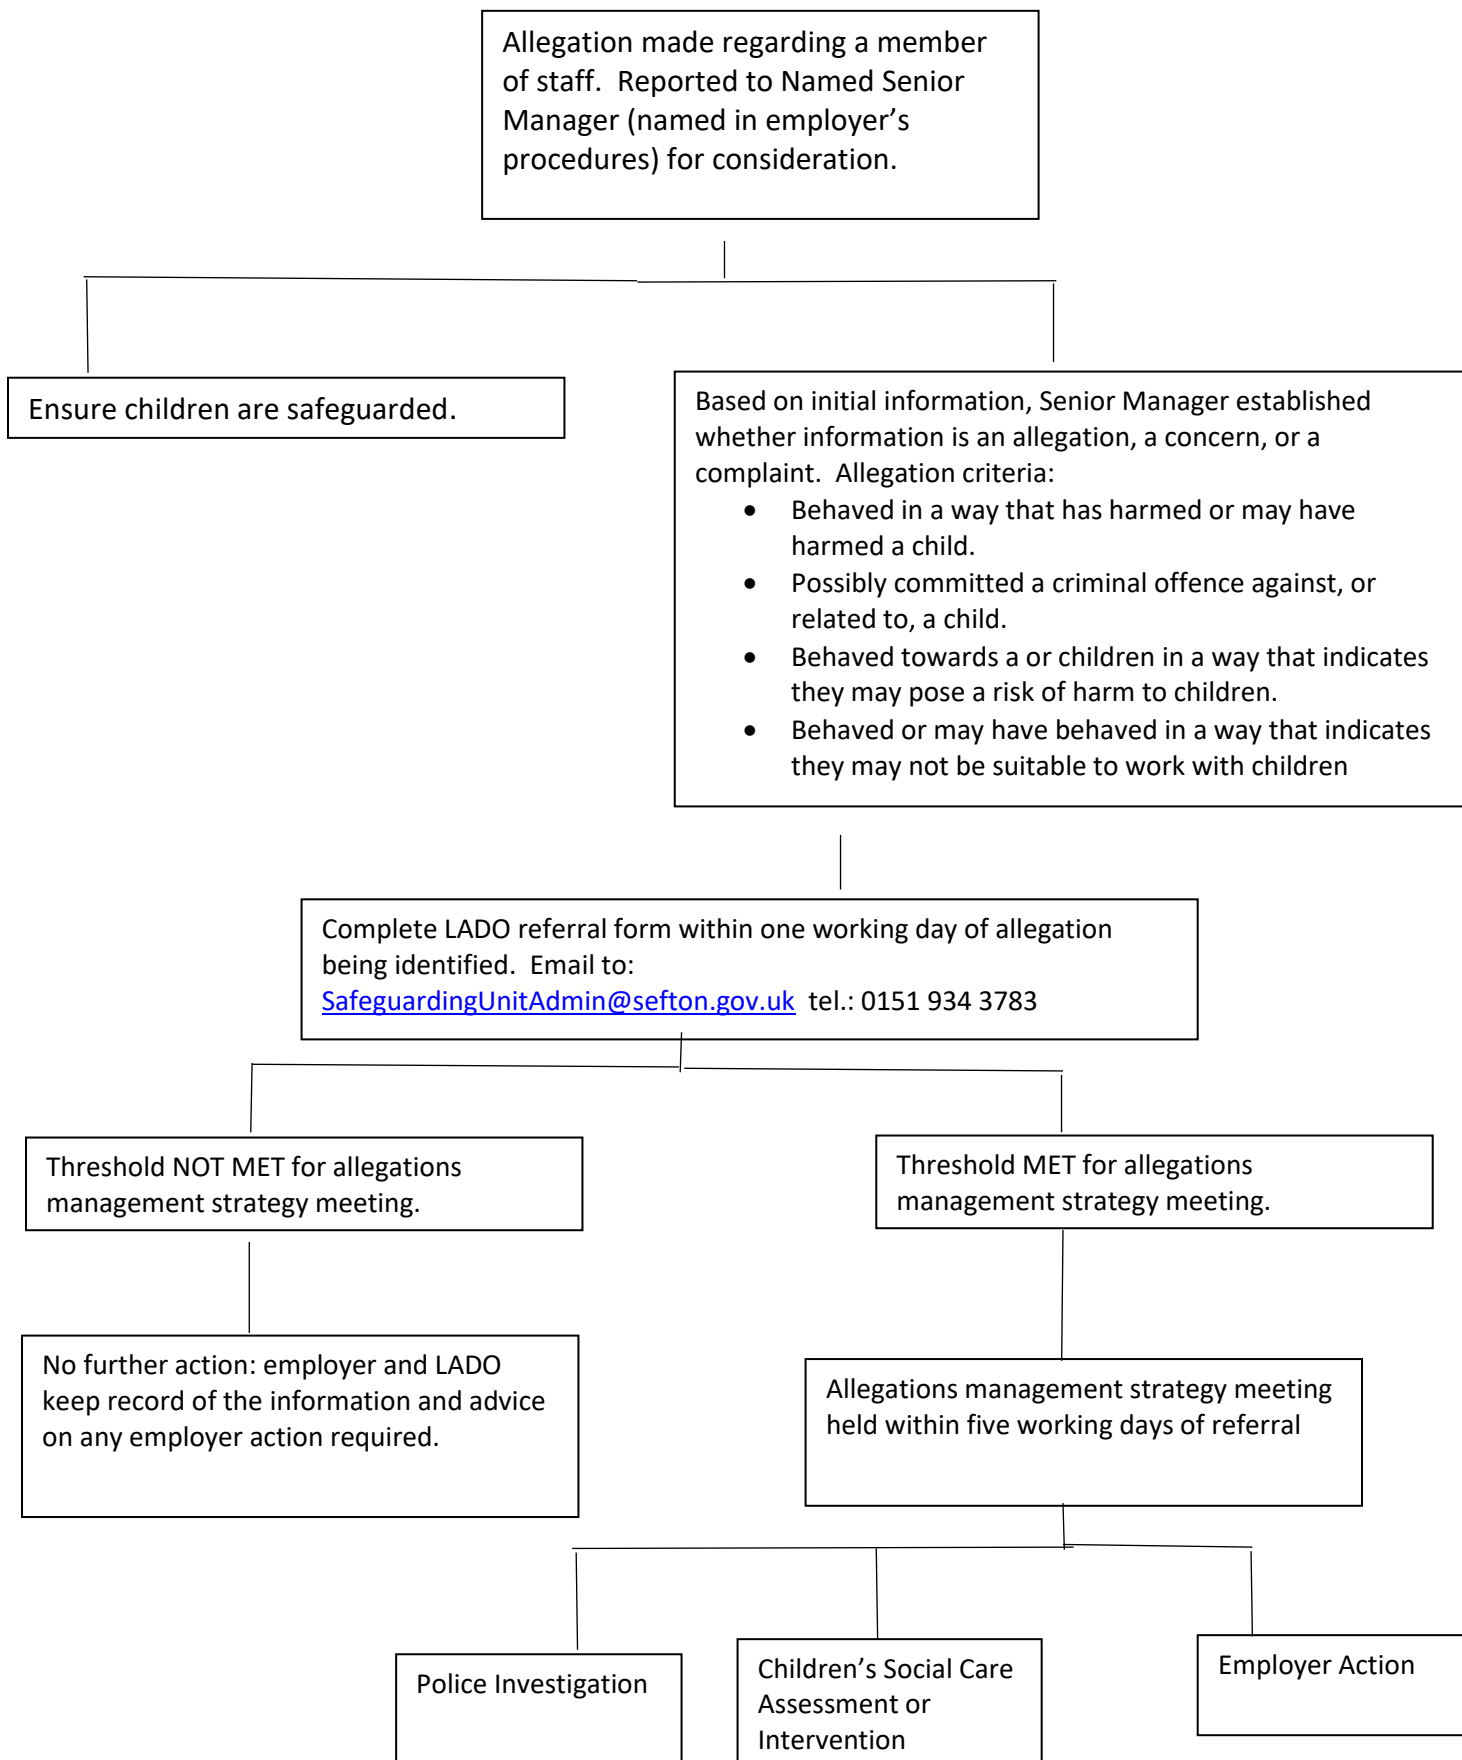 Allegation made regarding a member
of staff.  Reported to Named Senior
Manager (named in employer’s
procedures) for consideration.
Ensure children are safeguarded.
Based on initial information, Senior Manager established
whether information is an allegation, a concern, or a
complaint.  Allegation criteria:
• Behaved in a way that has harmed or may have
harmed a child.
• Possibly committed a criminal offence against, or
related to, a child.
• Behaved towards a or children in a way that indicates
they may pose a risk of harm to children.
• Behaved or may have behaved in a way that indicates
they may not be suitable to work with children
Complete LADO referral form within one working day of allegation
being identified.  Email to:
SafeguardingUnitAdmin@sefton.gov.uk  tel.: 0151 934 3783
Threshold NOT MET for allegations
management strategy meeting.
Threshold MET for allegations
management strategy meeting.
No further action: employer and LADO
keep record of the information and advice
on any employer action required.
Allegations management strategy meeting
held within five working days of referral
Police Investigation
Children’s Social Care
Assessment or
Intervention
Employer Action